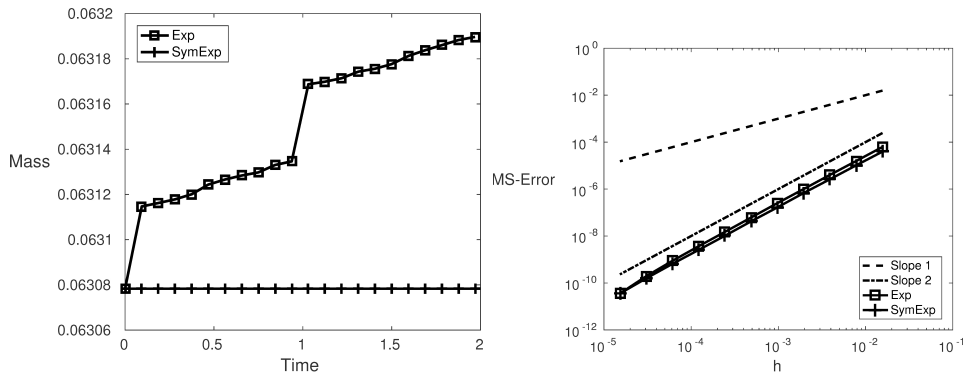 0.0632
0.06318
0.06316
0.06314
0.06312
0.0631
0.06308
0.06306
Mass
Exp
SymExp
0
0.5
1
1.5
2
Time
10^0
10^-2
10^-4
10^-6
10^-8
10^-10
10^-12
MS-Error
Slope 1
Slope 2
Exp
SymExp
10^-5
10^-4
10^-3
10^-2
10^-1
h